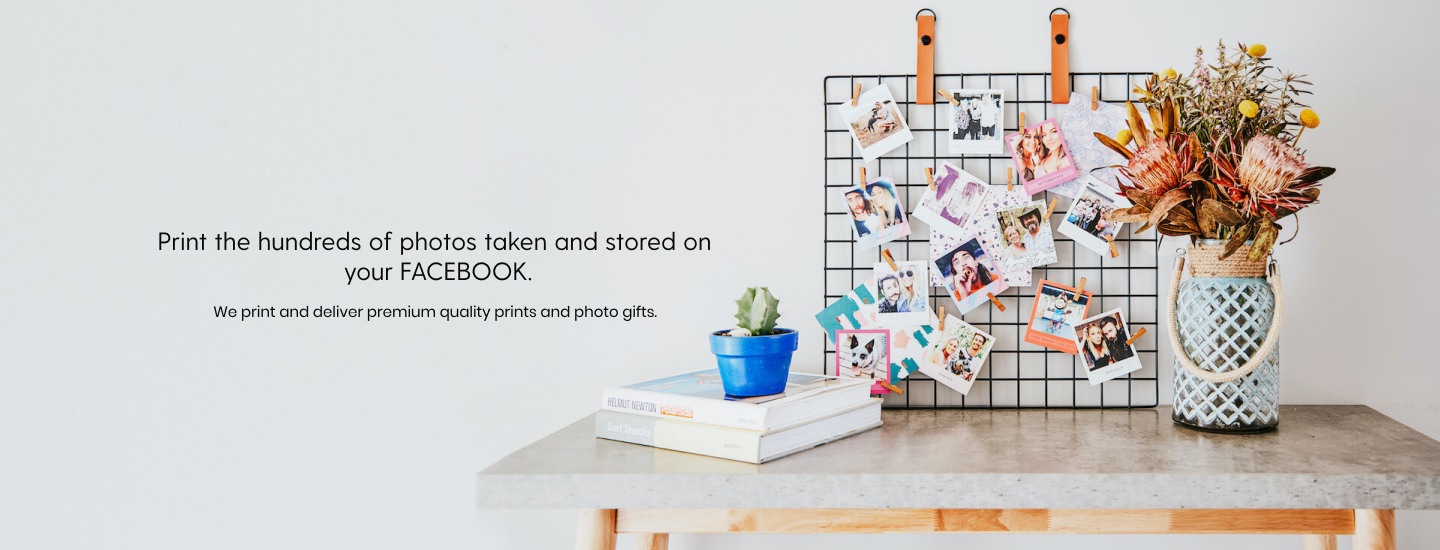 Print the hundreds of photos taken and stored on
your FACEBOOK.
We print and deliver premium quality prints and photo gifts.
HELMUT NEWTON POLAROIDS
Surf Shacks